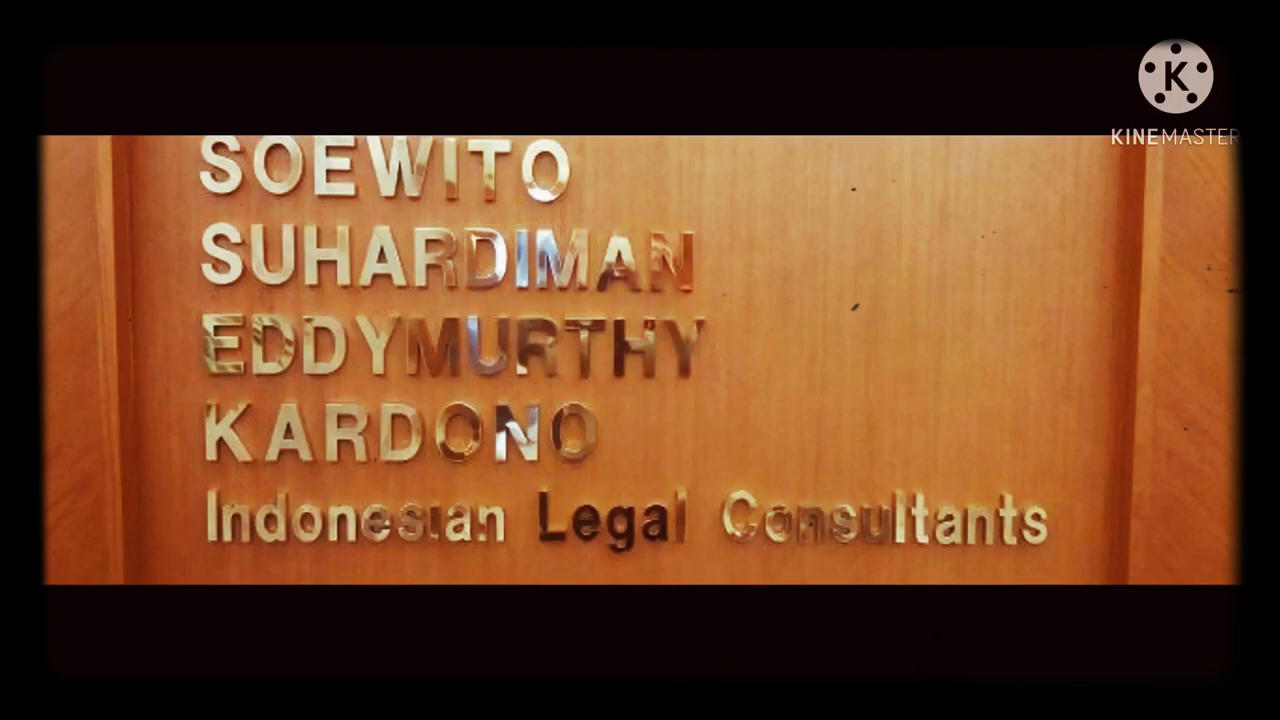 K
KINEMASTER
SOEWITO
SUHARDIMAN
EDDYMURTHY
KARDONO
Indonesian Legal Consultants